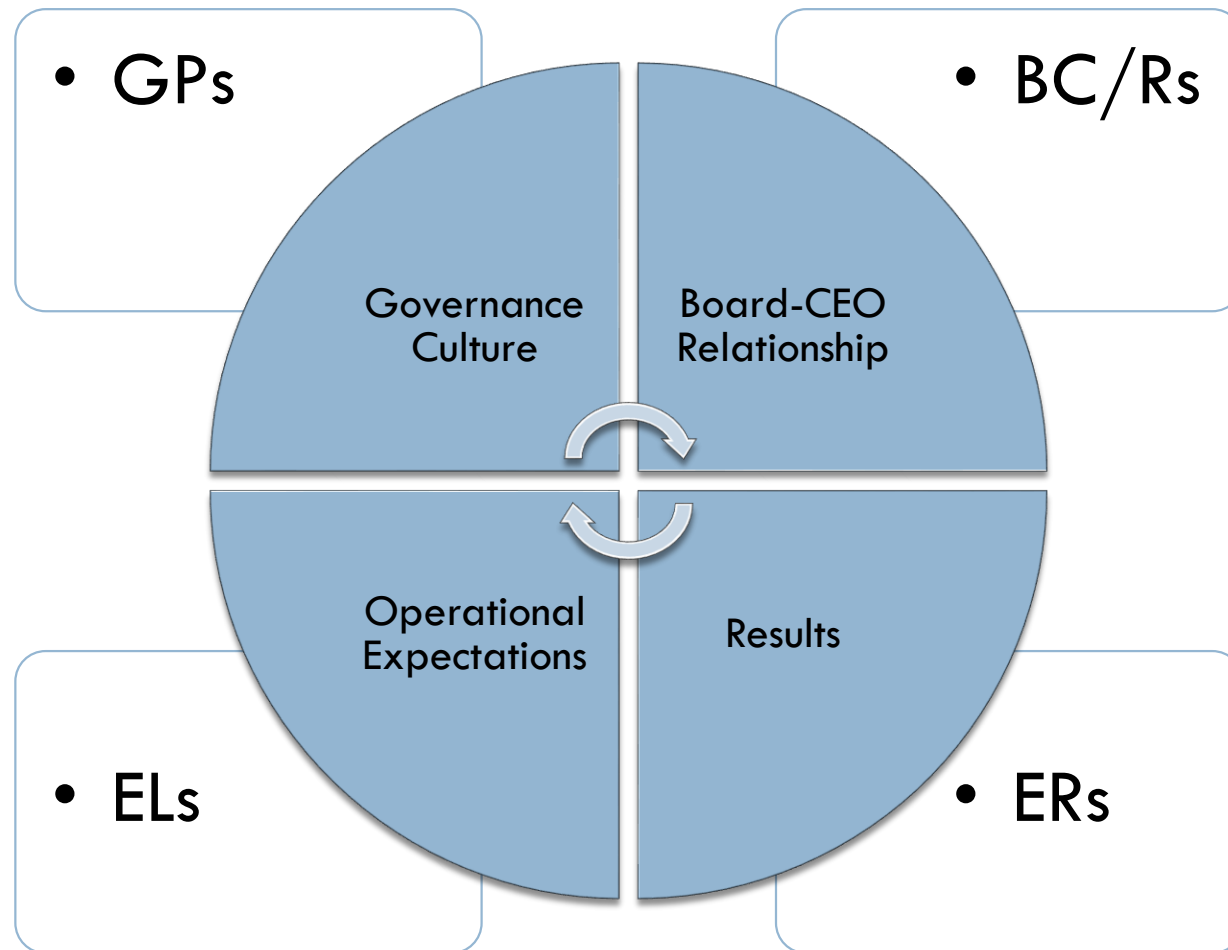 • GPs
• BC/Rs
Governance
Culture
Board-CEO
Relationship
Operational
Expectations
Results
• ELs
• ERs